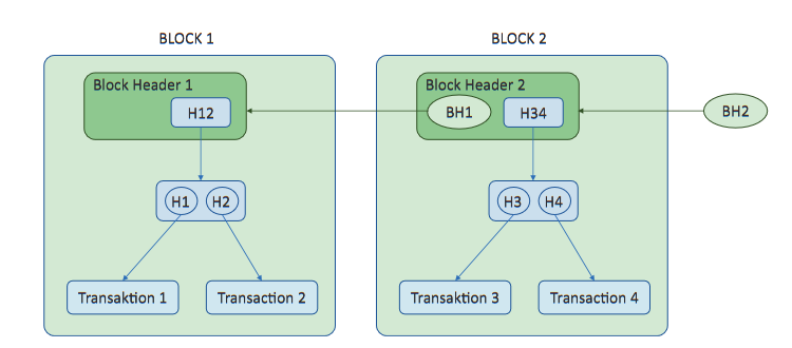 BLOCK 1
BLOCK 2
Block Header 1
H12
Block Header 2
BH1
H34
BH2
H1
H2
H3
H4
Transaktion 1
Transaction 2
Transaktion 3
Transaction 4